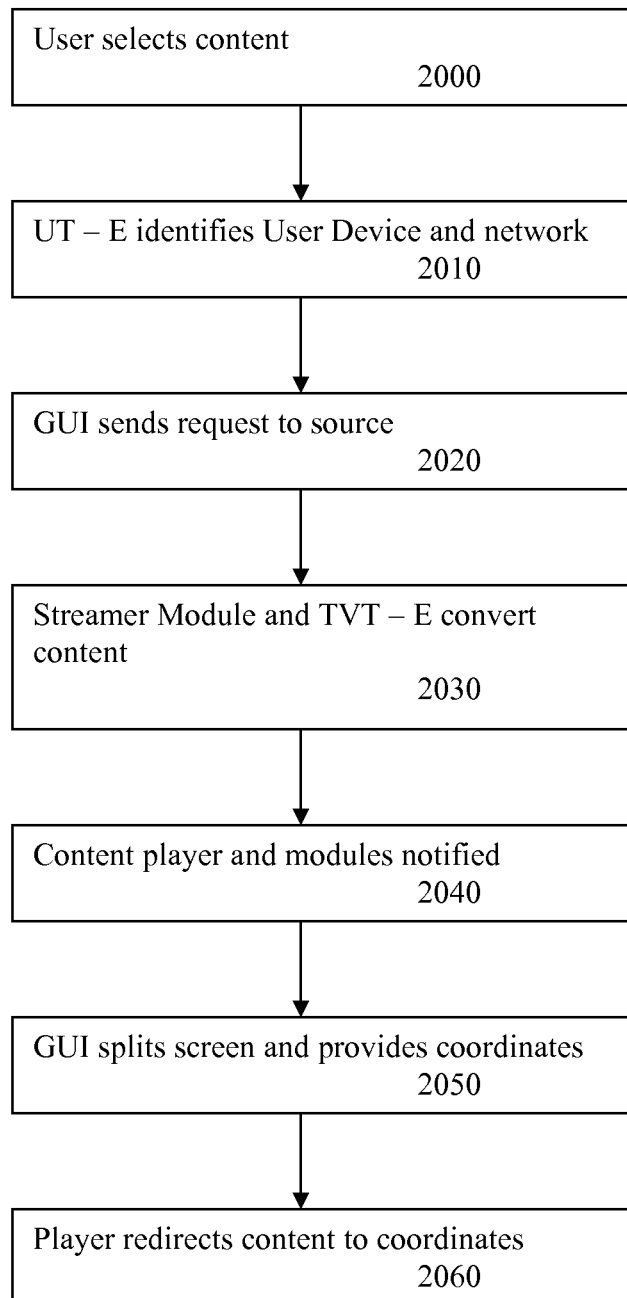 User selects content
2000
UT – E identifies User Device and network
2010
GUI sends request to source
2020
Streamer Module and TVT – E convert
content
2030
Content player and modules notified
2040
GUI splits screen and provides coordinates
2050
Player redirects content to coordinates
2060